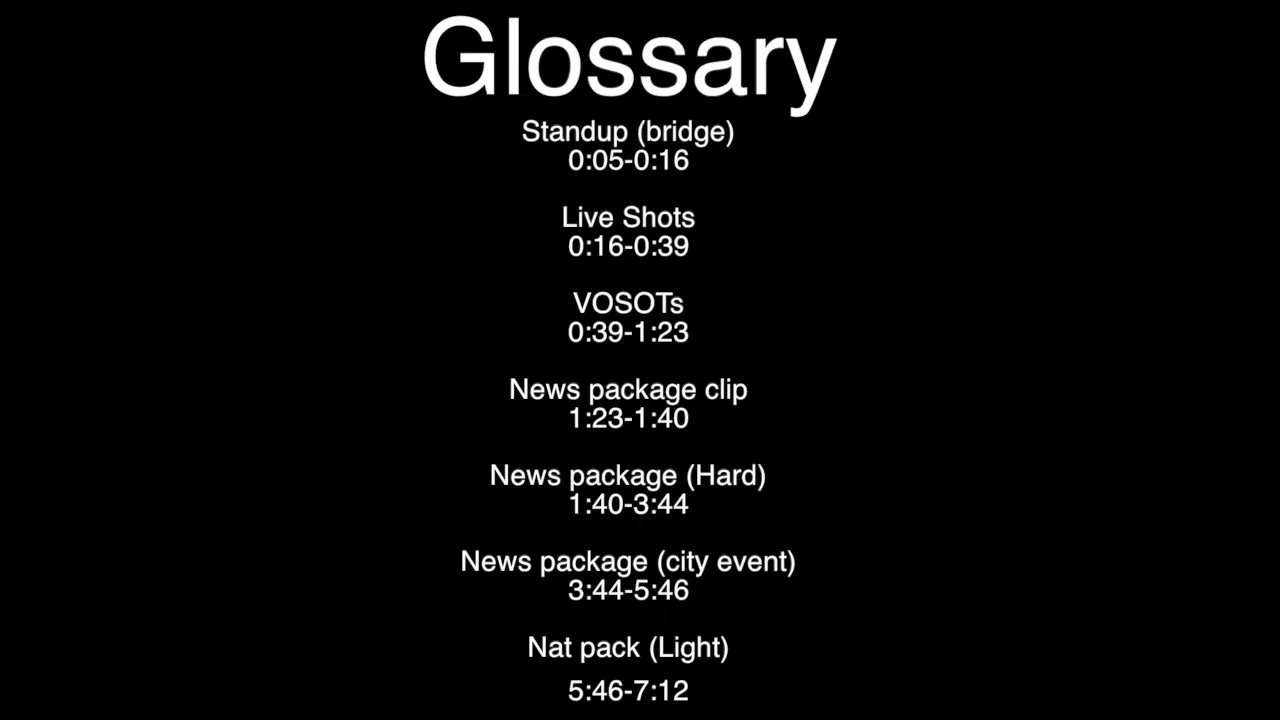 Glossary
Standup (bridge)
0:05-0:16
Live Shots
0:16-0:39
VOSOTs
0:39-1:23
News package clip
1:23-1:40
News package (Hard)
1:40-3:44
News package (city event)
3:44-5:46
Nat pack (Light)
5:46-7:12